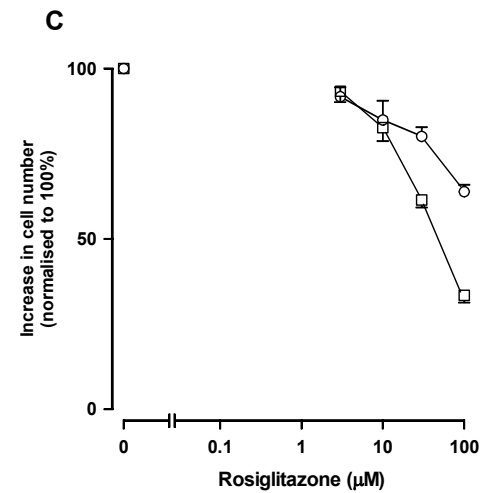 C
Increase in cell number
(normalised to 100%)
100
50
0
0
0.1
1
10
100
Rosiglitazone (μM)